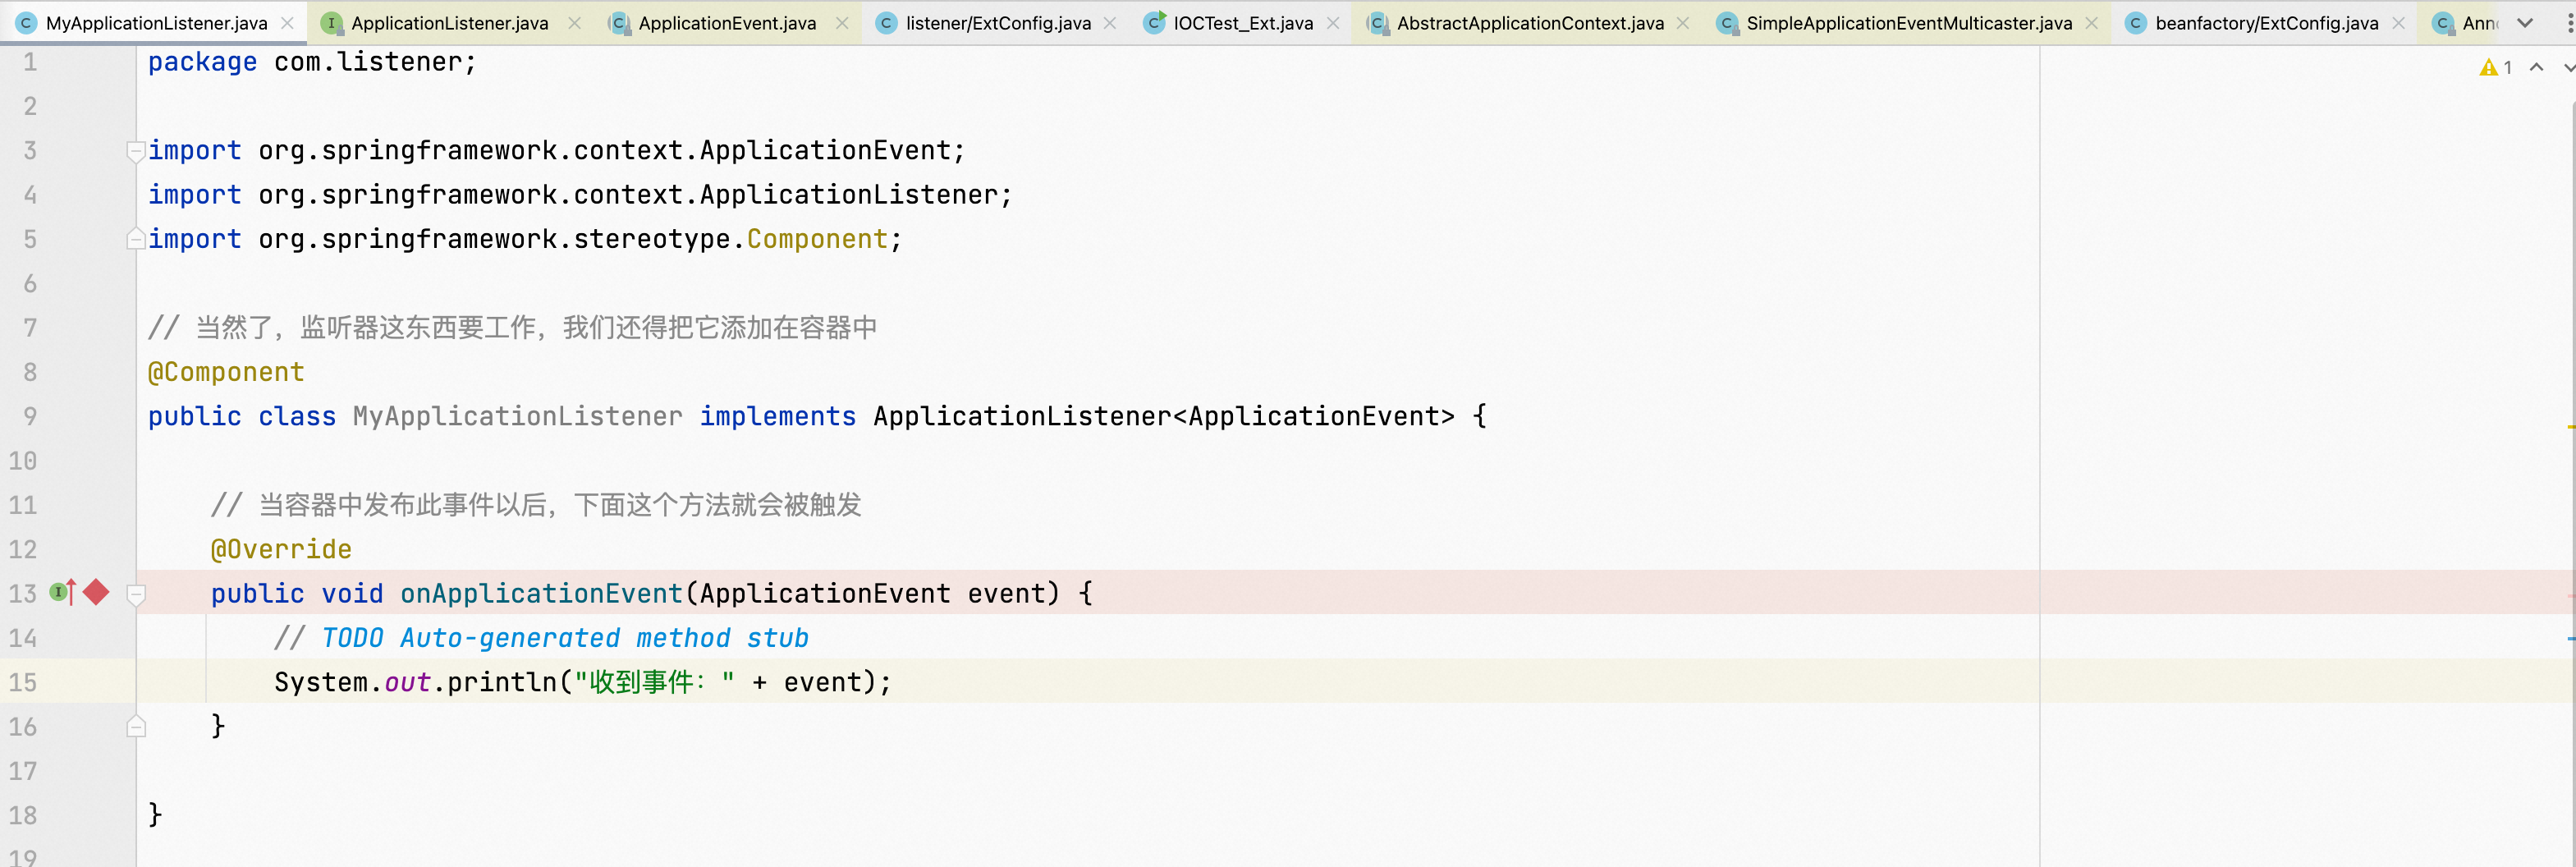 MyApplicationListener.java ApplicationListener.java ApplicationEvent.java listener/ExtConfig.java IOCTest_Ext.java AbstractApplicationContext.java SimpleApplicationEventMulticaster.java beanfactory/ExtConfig.java
1 package com.listener; 1
2
3 import org.springframework.context.ApplicationEvent;
4 import org.springframework.context.ApplicationListener;
5 import org.springframework.stereotype.Component;
6
7 // 当然了，监听器这东西要工作，我们还得把它添加在容器中
8 @Component
9 public class MyApplicationListener implements ApplicationListener<ApplicationEvent> {
10
11 // 当容器中发布此事件以后，下面这个方法就会被触发
12 @Override
13 public void onApplicationEvent(ApplicationEvent event) {
14 // TODO Auto-generated method stub
15 System.out.println("收到事件：" + event);
16 }
17
18 }
19